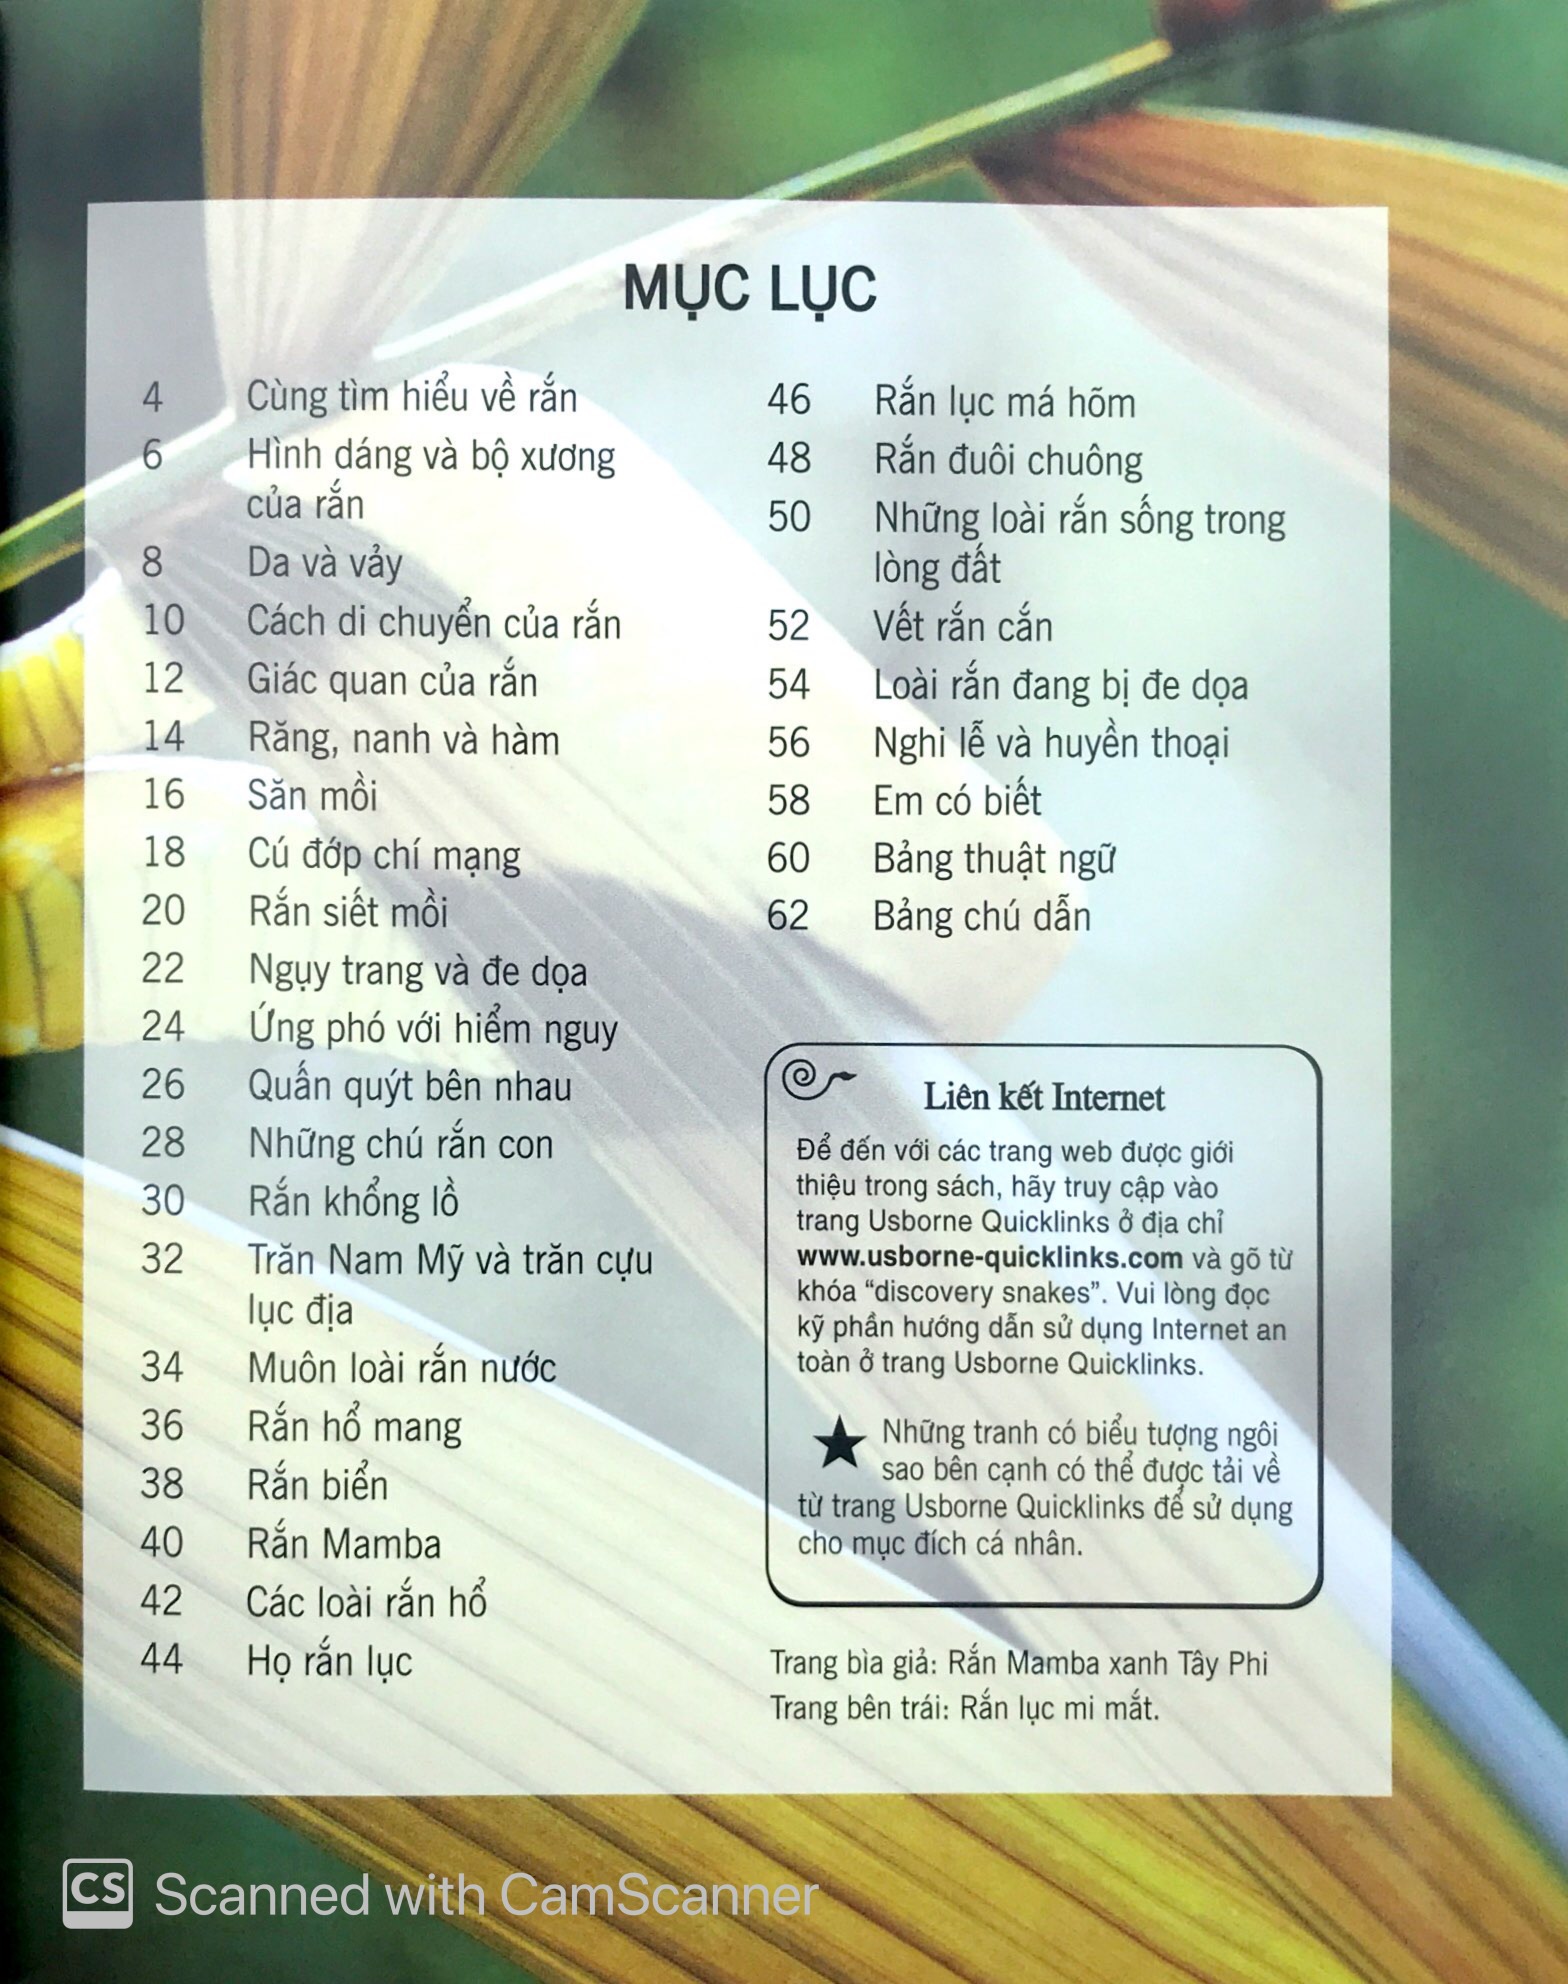 MỤC LỤC
4 Cùng tìm hiểu về rắn
6 Hình dáng và bộ xương
của rắn
8 Da và vảy
10 Cách di chuyển của rắn
12 Giác quan của rắn
14 Răng, nanh và hàm
16 Săn mồi
18 Cú đớp chí mạng
20 Rắn siết mồi
22 Ngụy trang và đe dọa
24 Ứng phó với hiểm nguy
26 Quấn quýt bên nhau
28 Những chú rắn con
30 Rắn khổng lồ
32 Trăn Nam Mỹ và trăn cựu
lục địa
34 Muôn loài rắn nước
36 Rắn hổ mang
38 Rắn biển
40 Rắn Mamba
42 Các loài rắn hổ
44 Họ rắn lục
46 Rắn lục má hõm
48 Rắn đuôi chuông
50 Những loài rắn sống trong
lòng đất
52 Vết rắn cắn
54 Loài rắn đang bị đe dọa
56 Nghi lễ và huyền thoại
58 Em có biết
60 Bảng thuật ngữ
62 Bảng chú dẫn
Liên kết Internet
Để đến với các trang web được giới
thiệu trong sách, hãy truy cập vào
trang Usborne Quicklinks ở địa chỉ
www.usborne-quicklinks.com và gõ từ
khóa “discovery snakes”. Vui lòng đọc
kỹ phần hướng dẫn sử dụng Internet an
toàn ở trang Usborne Quicklinks.
Những tranh có biểu tượng ngôi
sao bên cạnh có thể được tải về
từ trang Usborne Quicklinks để sử dụng
cho mục đích cá nhân.
Trang bìa giả: Rắn Mamba xanh Tây Phi
Trang bên trái: Rắn lục mi mắt.
CS Scanned with CamScanner